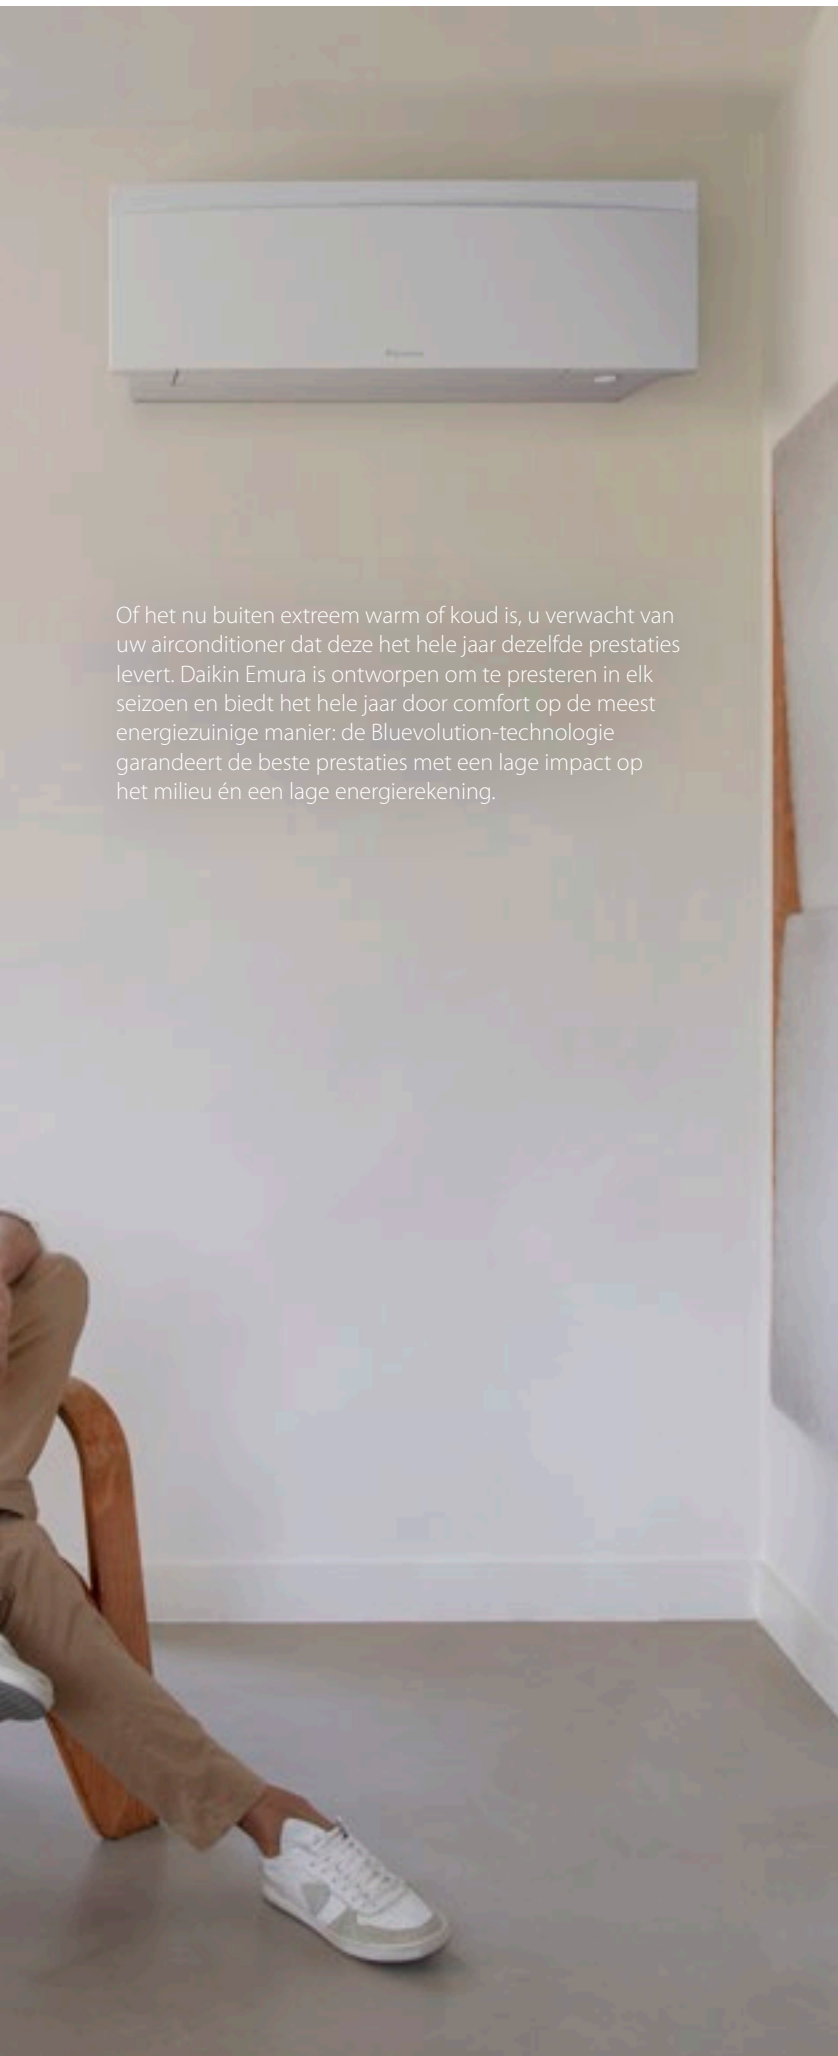 Of het nu buiten extreem warm of koud is, u verwacht van
uw airconditioner dat deze het hele jaar dezelfde prestaties
levert. Daikin Emura is ontworpen om te presteren in elk
seizoen en biedt het hele jaar door comfort op de meest
energiezuinige manier: de Bluevolution-technologie
garandeert de beste prestaties met een lage impact op
het milieu én een lage energierekening.